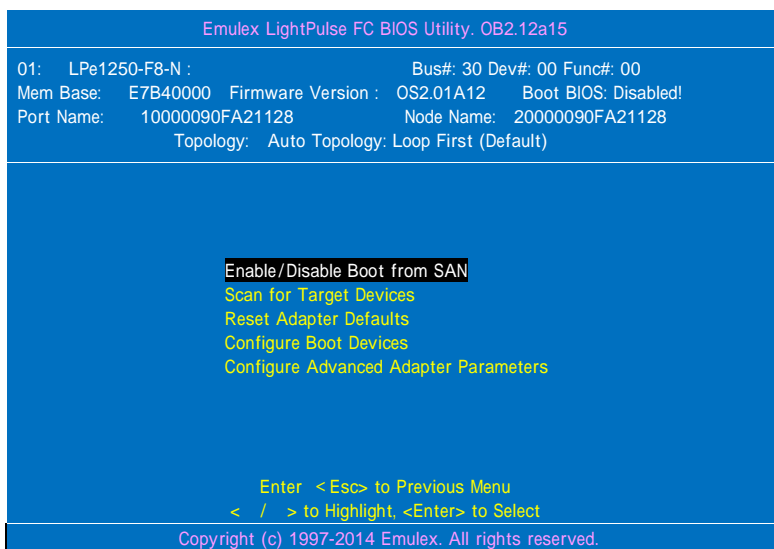 Emulex LightPulse FC BIOS Utility. OB2.12a15
01: LPe1250-F8-N : Bus#: 30 Dev#: 00 Func#: 00
Mem Base: E7B40000 Firmware Version : OS2.01A12 Boot BIOS: Disabled!
Port Name: 10000090FA21128 Node Name: 20000090FA21128
Topology: Auto Topology: Loop First (Default)
Enable/Disable Boot from SAN
Scan for Target Devices
Reset Adapter Defaults
Configure Boot Devices
Configure Advanced Adapter Parameters
Enter <Esc> to Previous Menu
< / > to Highlight, <Enter> to Select
Copyright (c) 1997-2014 Emulex. All rights reserved.